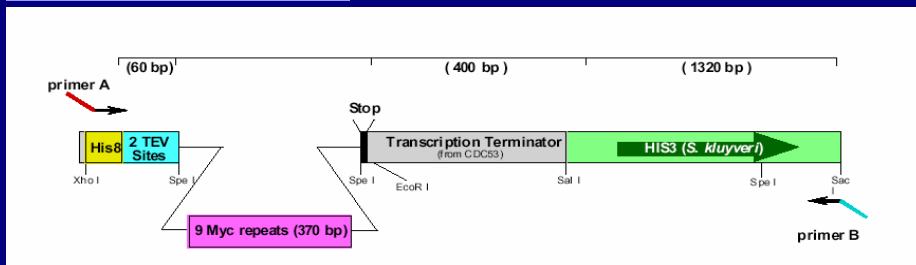 (60 bp)
( 400 bp )
( 1320 bp )
primer A
Stop
His8
2 TEV
Sites
Transcription Terminator
(from CDC53)
HIS3 (S. kluyveri)
Xho I
Spe I
Spe I
EcoR I
Sal I
Spe I
Sac
I
9 Myc repeats (370 bp)
primer B